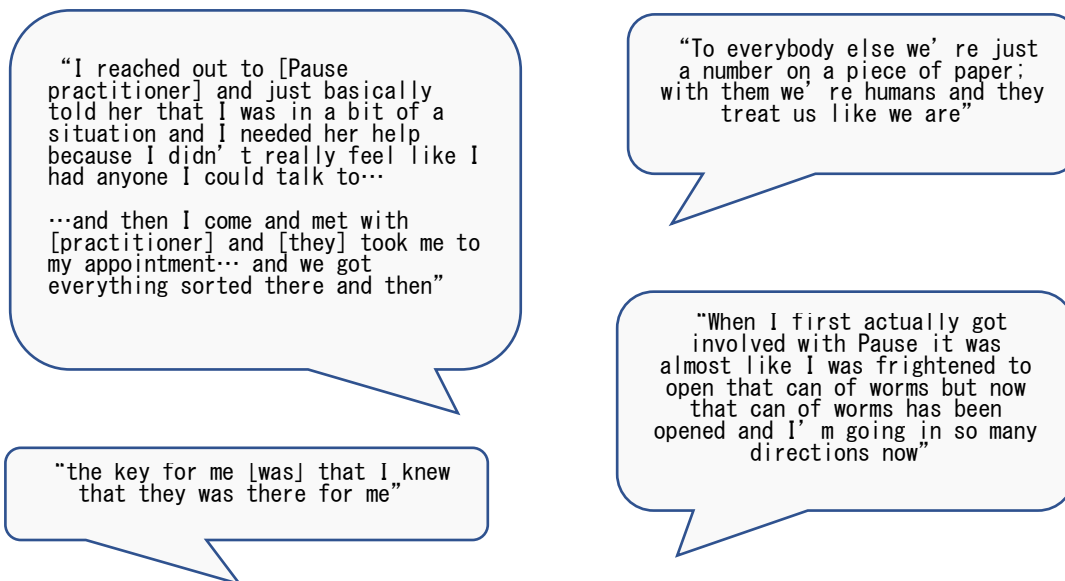 “I reached out to [Pause
practitioner] and just basically
told her that I was in a bit of a
situation and I needed her help
because I didn’t really feel like I
had anyone I could talk to…
…and then I come and met with
[practitioner] and [they] took me to
my appointment… and we got
everything sorted there and then”
“To everybody else we’re just
a number on a piece of paper;
with them we’re humans and they
treat us like we are”
“When I first actually got
involved with Pause it was
almost like I was frightened to
open that can of worms but now
that can of worms has been
opened and I’m going in so many
directions now”
“the key for me [was] that I knew
that they was there for me”